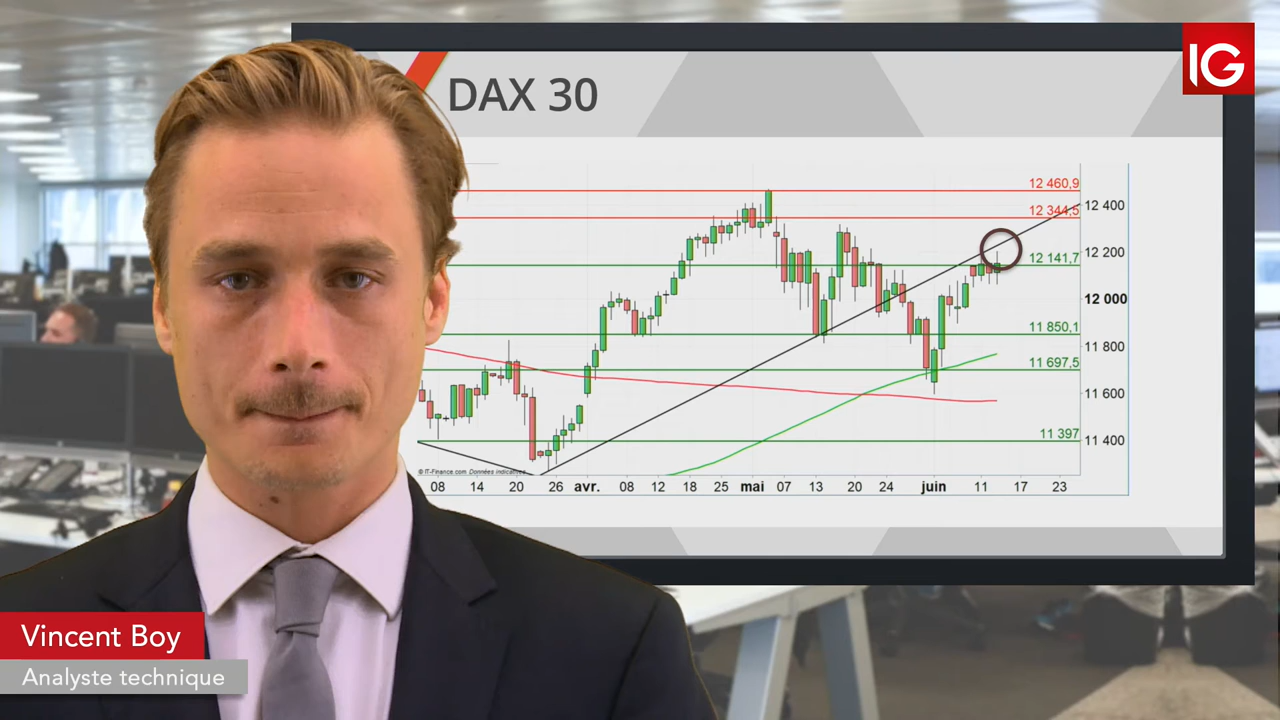 IG
DAX 30
12 460,9
12 400
12 344,5
12 200
12 141,7
12 000
11 850,1
11 800
11 697,5
11 600
11 397
11 400
© IT-Finance.com Données indicatives
08 14 20 26 avr. 08 12 18 25 mai 07 13 20 24 juin 11 17 23
Vincent Boy
Analyste technique